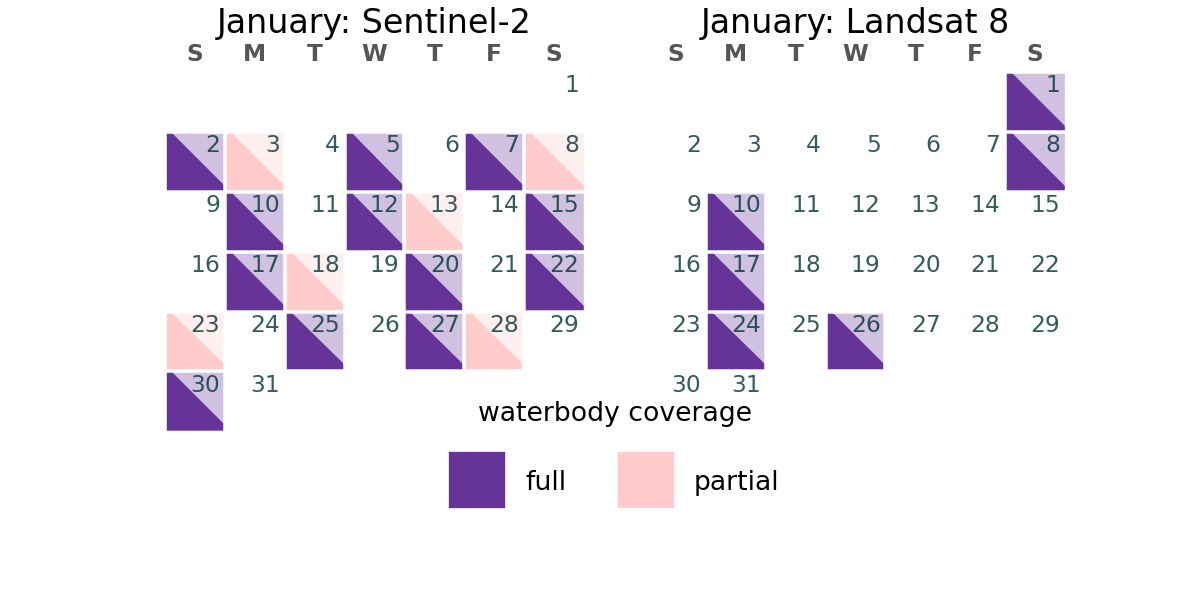 January: Sentinel-2
S M T W T F S
1
2 3 4 5 6 7 8
9 10 11 12 13 14 15
16 17 18 19 20 21 22
23 24 25 26 27 28 29
30 31
January: Landsat 8
S M T W T F S
1
2 3 4 5 6 7 8
9 10 11 12 13 14 15
16 17 18 19 20 21 22
23 24 25 26 27 28 29
30 31
waterbody coverage
full partial